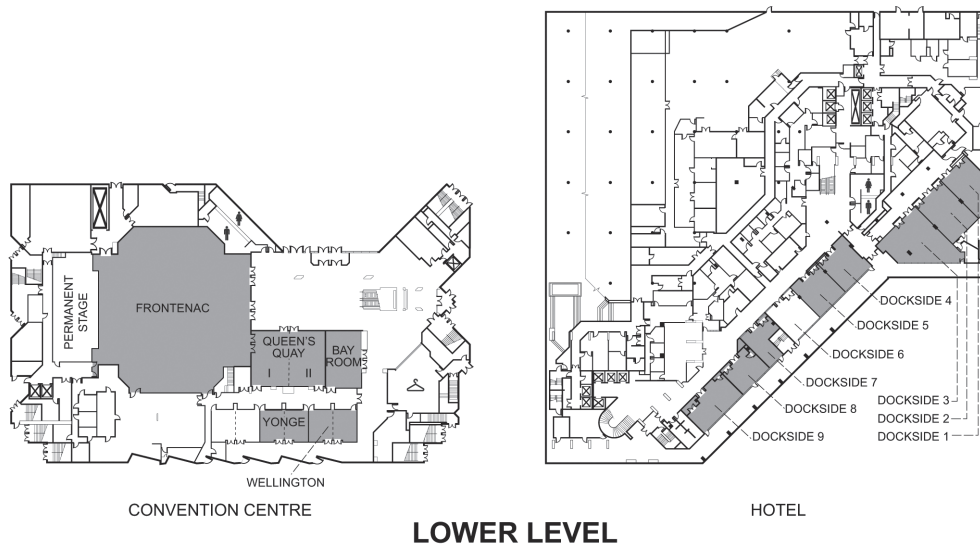 PERMANENT
STAGE
FRONTENAC
QUEEN'S
QUAY
I II
BAY
ROOM
YONGE
WELLINGTON
CONVENTION CENTRE
DOCKSIDE 4
DOCKSIDE 5
DOCKSIDE 6
DOCKSIDE 7
DOCKSIDE 3
DOCKSIDE 8
DOCKSIDE 2
DOCKSIDE 9
DOCKSIDE 1
HOTEL
LOWER LEVEL